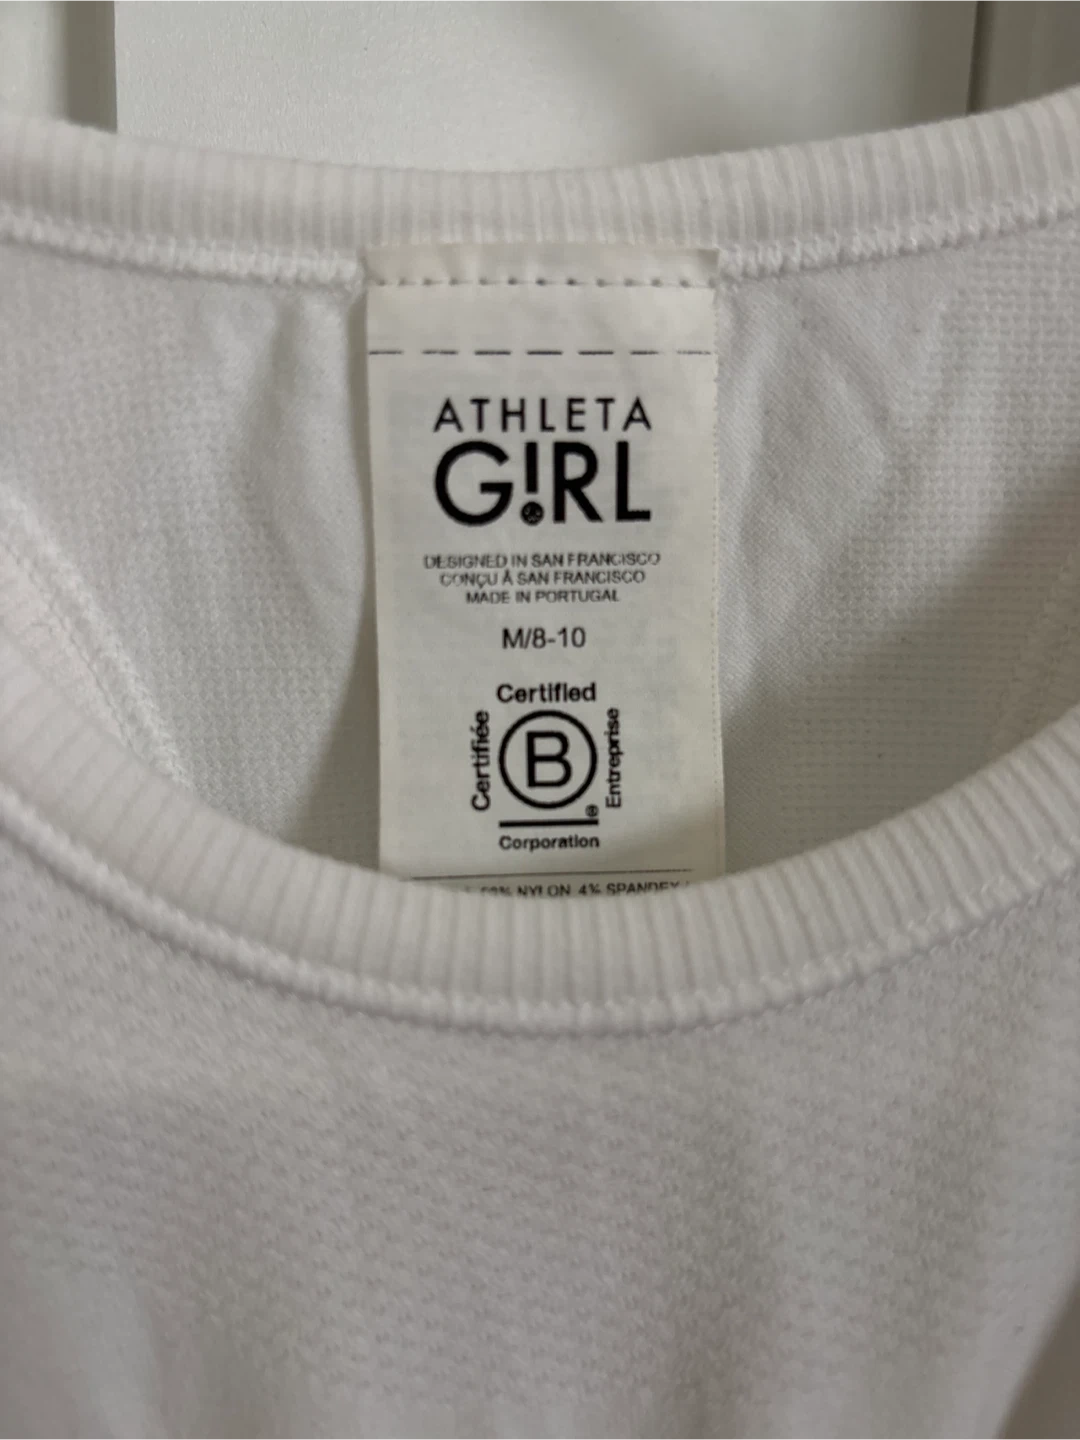 ATHLETA
G!RL
DESIGNED IN SAN FRANCISCO
CONÇU À SAN FRANCISCO
MADE IN PORTUGAL
M/8-10
Certified
Certifiée
B
Entreprise
®
Corporation
NYLON 4% SPANDEX